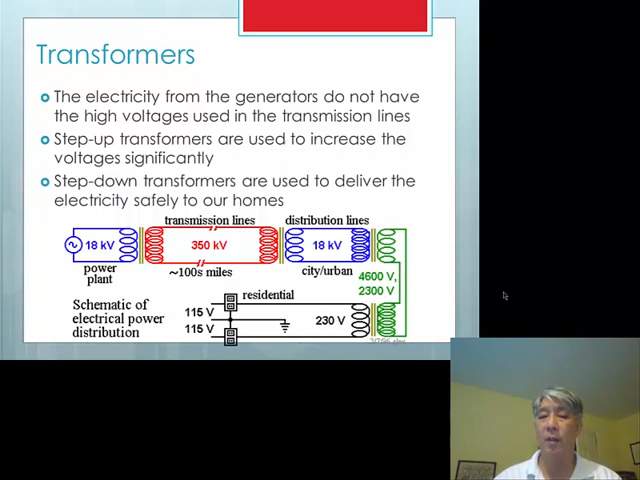 Transformers
The electricity from the generators do not have
the high voltages used in the transmission lines
Step-up transformers are used to increase the
voltages significantly
Step-down transformers are used to deliver the
electricity safely to our homes
transmission lines
distribution lines
18 kV
350 kV
18 kV
power
plant
~100s miles
city/urban
4600 V,
2300 V
Schematic of
electrical power
distribution
residential
115 V
115 V
230 V